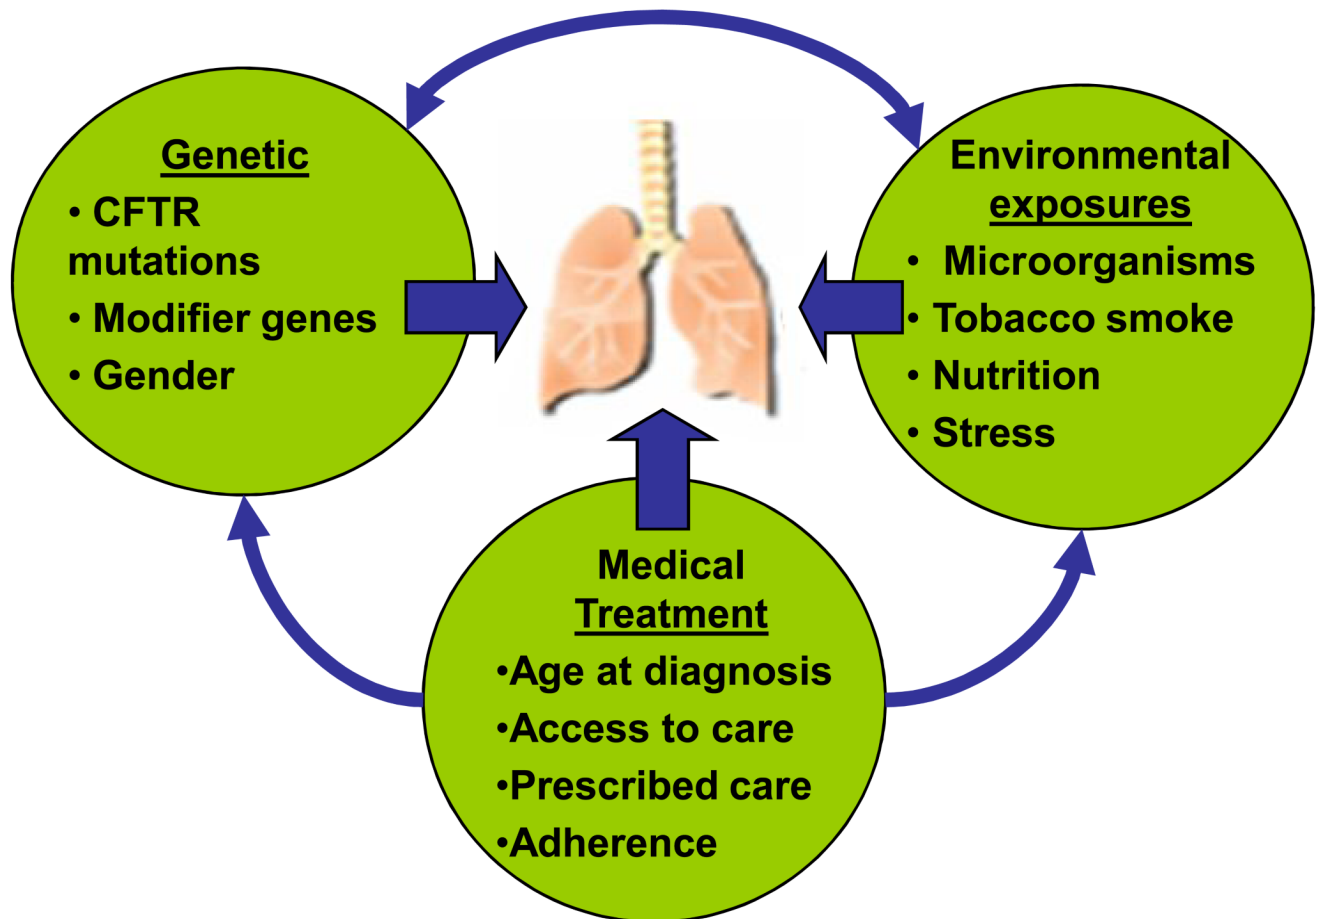 Genetic
• CFTR
mutations
• Modifier genes
• Gender
Environmental
exposures
• Microorganisms
• Tobacco smoke
• Nutrition
• Stress
Medical
Treatment
•Age at diagnosis
•Access to care
•Prescribed care
•Adherence